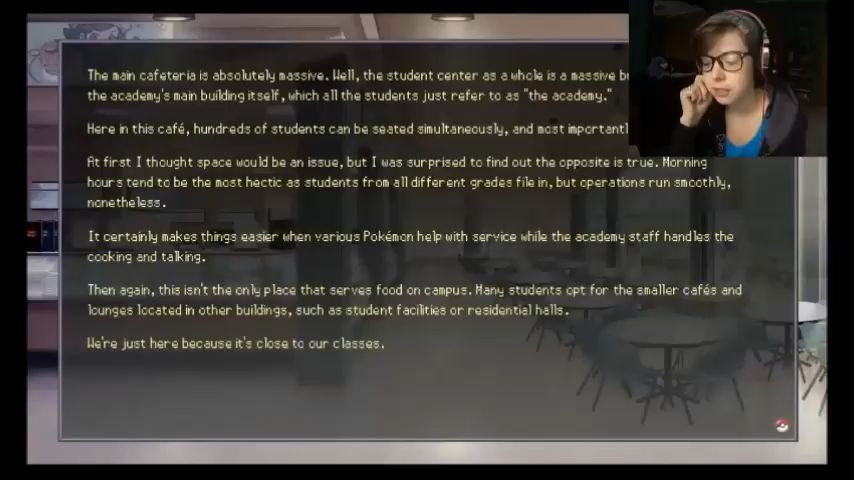 The main cafeteria is absolutely massive. Well, the student center as a whole is a massive
the academy's main building itself, which all the students just refer to as "the academy."
Here in this café, hundreds of students can be seated simultaneously, and most
At first I thought space would be an issue, but I was surprised to find out the opposite is true. Morning
hours tend to be the most hectic as students from all different grades file in, but operations run smoothly,
nonetheless.
It certainly makes things easier when various Pokémon help with service while the academy staff handles the
cooking and talking.
Then again, this isn't the only place that serves food on campus. Many students opt for the smaller cafés and
lounges located in other buildings, such as student facilities or residential halls.
We're just here because it's close to our classes.